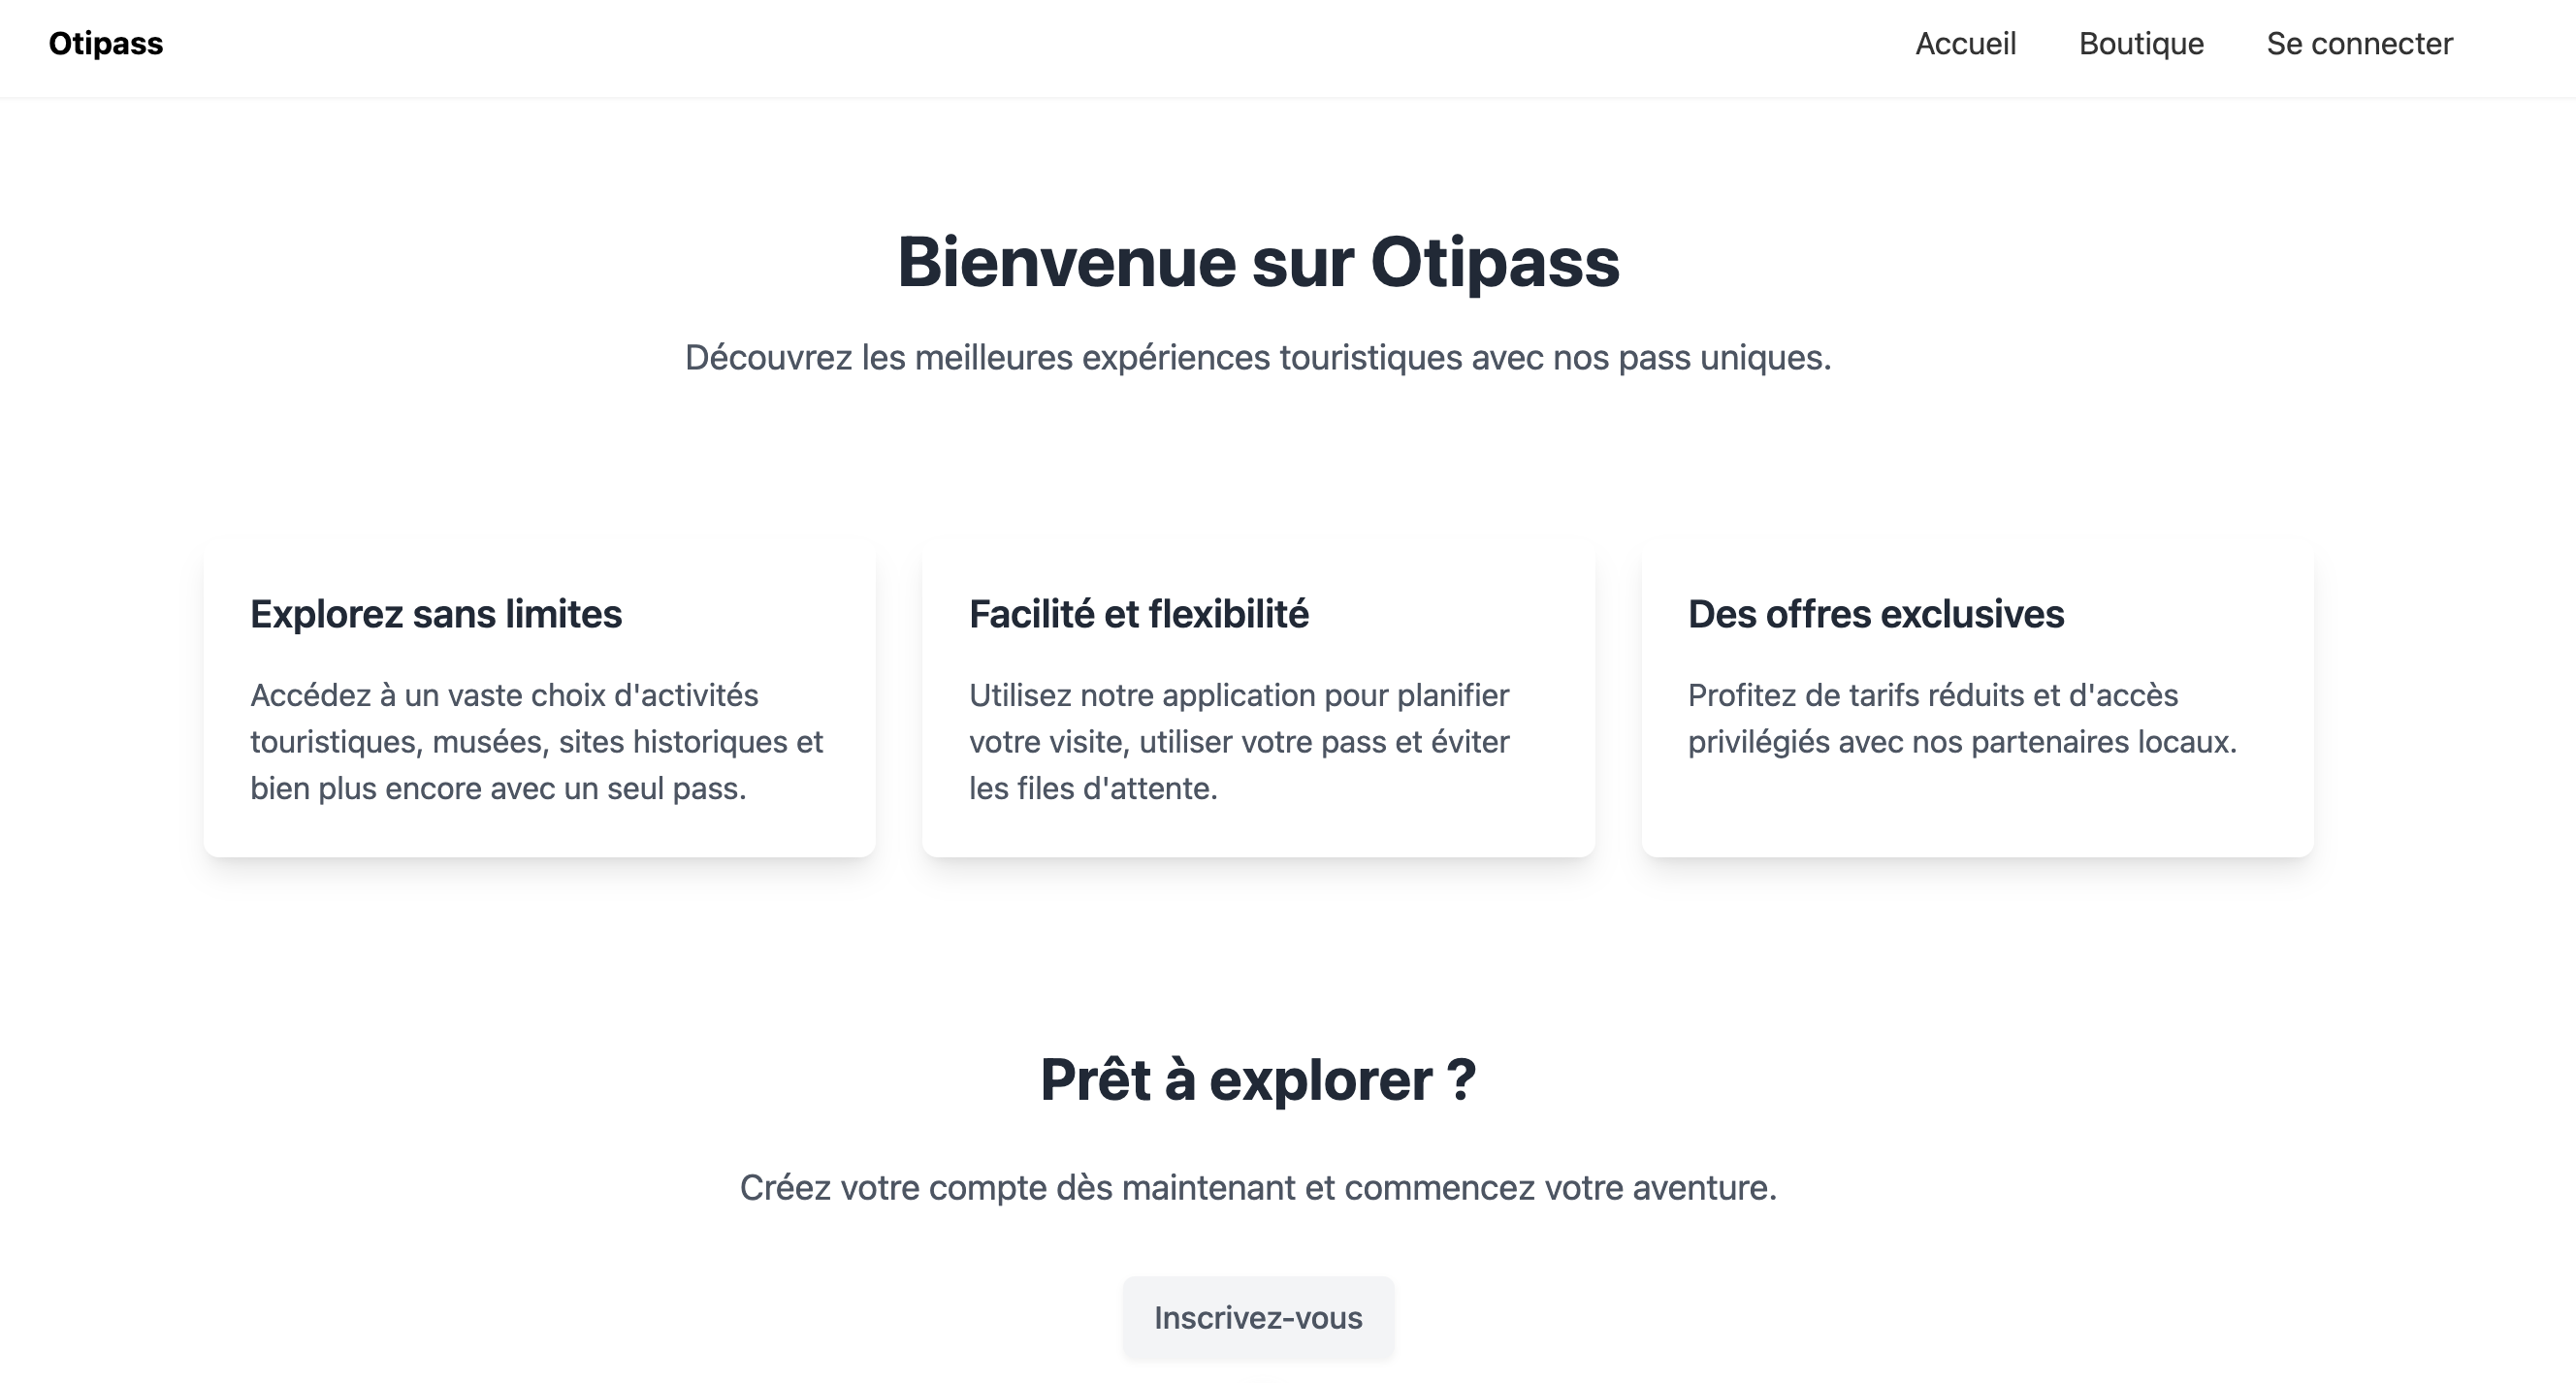 Otipass
Accueil
Boutique
Se connecter
Bienvenue sur Otipass
Découvrez les meilleures expériences touristiques avec nos pass uniques.
Explorez sans limites
Accédez à un vaste choix d'activités
touristiques, musées, sites historiques et
bien plus encore avec un seul pass.
Facilité et flexibilité
Utilisez notre application pour planifier
votre visite, utiliser votre pass et éviter
les files d'attente.
Des offres exclusives
Profitez de tarifs réduits et d'accès
privilégiés avec nos partenaires locaux.
Prêt à explorer ?
Créez votre compte dès maintenant et commencez votre aventure.
Inscrivez-vous